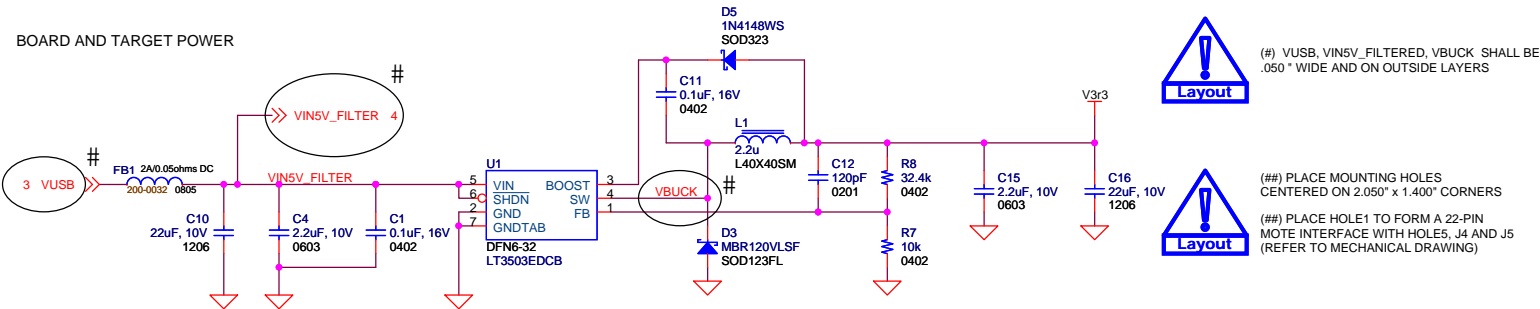 BOARD AND TARGET POWER
#
VIN5V_FILTER 4
#
3 VUSB
FB1 2A/0.05ohms DC
200-0032 0805
VIN5V_FILTER
C10
22uF, 10V
1206
C4
2.2uF, 10V
0603
C1
0.1uF, 16V
0402
U1
5 VIN BOOST 3
6 SHDN SW 4
2 GND FB 1
7 GNDTAB
DFN6-32
LT3503EDCB
D5
1N4148WS
SOD323
C11
0.1uF, 16V
0402
L1
2.2u
L40X40SM
VBUCK
#
D3
MBR120VLSF
SOD123FL
C12
120pF
0201
R8
32.4k
0402
R7
10k
0402
C15
2.2uF, 10V
0603
V3r3
C16
22uF, 10V
1206
Layout
(#) VUSB, VIN5V_FILTERED, VBUCK SHALL BE
.050 " WIDE AND ON OUTSIDE LAYERS
Layout
(##) PLACE MOUNTING HOLES
CENTERED ON 2.050" x 1.400" CORNERS
(##) PLACE HOLE1 TO FORM A 22-PIN
MOTE INTERFACE WITH HOLE5, J4 AND J5
(REFER TO MECHANICAL DRAWING)